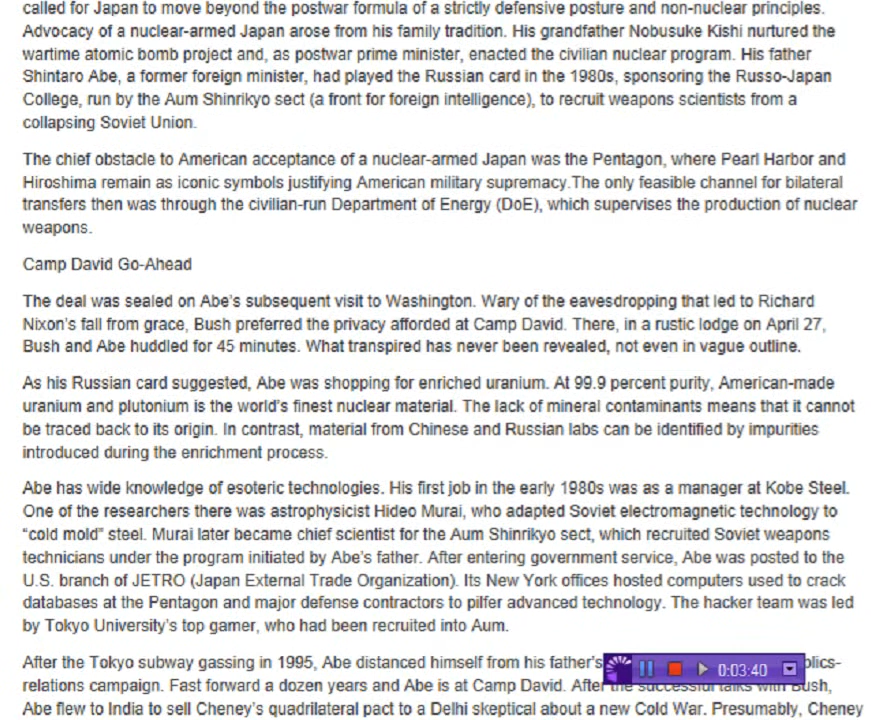 called for Japan to move beyond the postwar formula of a strictly defensive posture and non-nuclear principles.
Advocacy of a nuclear-armed Japan arose from his family tradition. His grandfather Nobusuke Kishi nurtured the
wartime atomic bomb project and, as postwar prime minister, enacted the civilian nuclear program. His father
Shintaro Abe, a former foreign minister, had played the Russian card in the 1980s, sponsoring the Russo-Japan
College, run by the Aum Shinrikyo sect (a front for foreign intelligence), to recruit weapons scientists from a
collapsing Soviet Union.
The chief obstacle to American acceptance of a nuclear-armed Japan was the Pentagon, where Pearl Harbor and
Hiroshima remain as iconic symbols justifying American military supremacy.The only feasible channel for bilateral
transfers then was through the civilian-run Department of Energy (DoE), which supervises the production of nuclear
weapons.
Camp David Go-Ahead
The deal was sealed on Abe's subsequent visit to Washington. Wary of the eavesdropping that led to Richard
Nixon's fall from grace, Bush preferred the privacy afforded at Camp David. There, in a rustic lodge on April 27,
Bush and Abe huddled for 45 minutes. What transpired has never been revealed, not even in vague outline.
As his Russian card suggested, Abe was shopping for enriched uranium. At 99.9 percent purity, American-made
uranium and plutonium is the world's finest nuclear material. The lack of mineral contaminants means that it cannot
be traced back to its origin. In contrast, material from Chinese and Russian labs can be identified by impurities
introduced during the enrichment process.
Abe has wide knowledge of esoteric technologies. His first job in the early 1980s was as a manager at Kobe Steel.
One of the researchers there was astrophysicist Hideo Murai, who adapted Soviet electromagnetic technology to
"cold mold" steel. Murai later became chief scientist for the Aum Shinrikyo sect, which recruited Soviet weapons
technicians under the program initiated by Abe's father. After entering government service, Abe was posted to the
U.S. branch of JETRO (Japan External Trade Organization). Its New York offices hosted computers used to crack
databases at the Pentagon and major defense contractors to pilfer advanced technology. The hacker team was led
by Tokyo University's top gamer, who had been recruited into Aum.
After the Tokyo subway gassing in 1995, Abe distanced himself from his father's 0:03:40 blics-
relations campaign. Fast forward a dozen years and Abe is at Camp David. After the successful talks with Bush,
Abe flew to India to sell Cheney's quadrilateral pact to a Delhi skeptical about a new Cold War. Presumably, Cheney